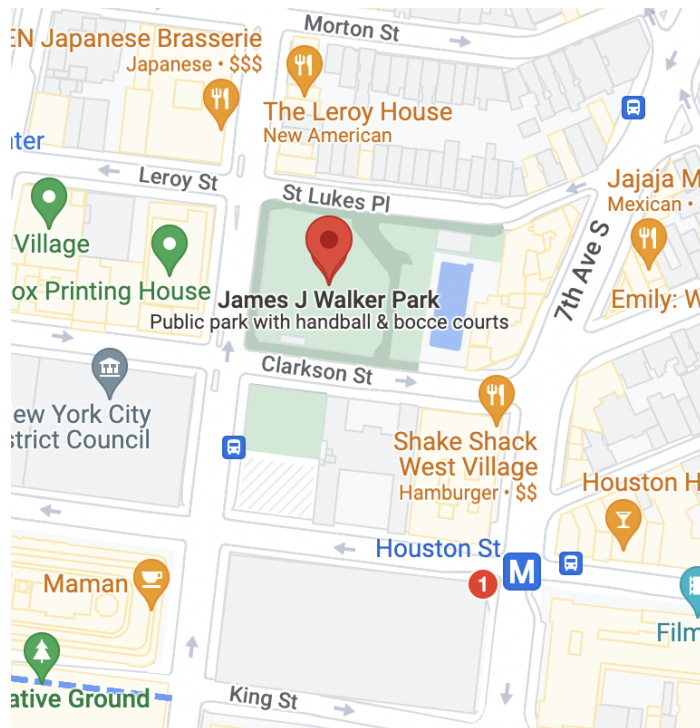 Morton St
EN Japanese Brasserie
Japanese • $$$
The Leroy House
New American
ter
Leroy St
St Lukes Pl
Jajaja M
Mexican •
7th Ave S
Village
ox Printing House
James J Walker Park
Public park with handball & bocce courts
Emily: W
Clarkson St
ew York City
strict Council
Shake Shack
West Village
Hamburger • $$
Houston H
Houston St
M
1
Maman
Film
ative Ground
King St